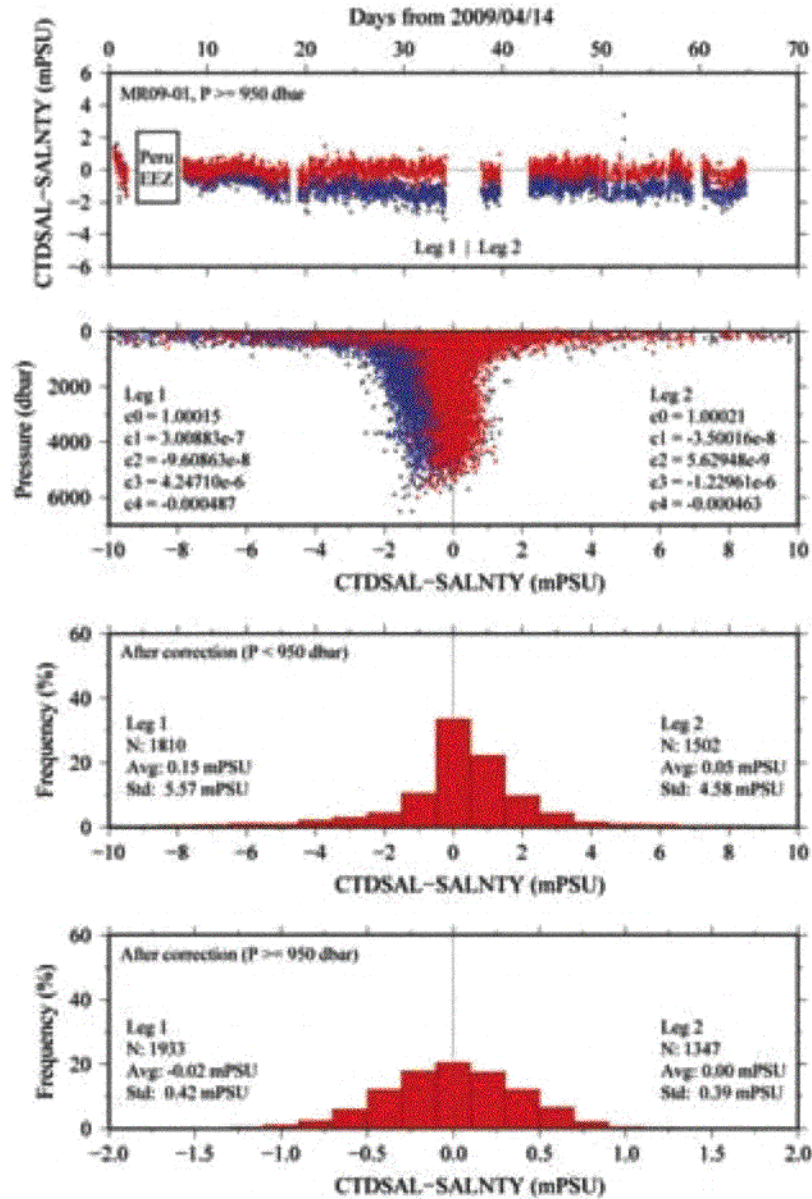 Days from 2009/04/14
0 10 20 30 40 50 60 70
CTDSAL−SALNTY (mPSU)
6
4
2
0
−2
−4
−6
MR09-01, P >= 950 dbar
Peru
EEZ
Leg 1 | Leg 2
Pressure (dbar)
0
2000
4000
6000
Leg 1
c0 = 1.00015
c1 = 3.00883e-7
c2 = -9.60863e-8
c3 = 4.24710e-6
c4 = -0.000487
Leg 2
c0 = 1.00021
c1 = -3.50016e-8
c2 = 5.62948e-9
c3 = -1.22961e-6
c4 = -0.000463
−10 −8 −6 −4 −2 0 2 4 6 8 10
CTDSAL−SALNTY (mPSU)
Frequency (%)
60
40
20
0
After correction (P < 950 dbar)
Leg 1
N: 1810
Avg: 0.15 mPSU
Std: 5.57 mPSU
Leg 2
N: 1502
Avg: 0.05 mPSU
Std: 4.58 mPSU
−10 −8 −6 −4 −2 0 2 4 6 8 10
CTDSAL−SALNTY (mPSU)
Frequency (%)
60
40
20
0
After correction (P >= 950 dbar)
Leg 1
N: 1933
Avg: -0.02 mPSU
Std: 0.42 mPSU
Leg 2
N: 1347
Avg: 0.00 mPSU
Std: 0.39 mPSU
−2.0 −1.5 −1.0 −0.5 0.0 0.5 1.0 1.5 2.0
CTDSAL−SALNTY (mPSU)